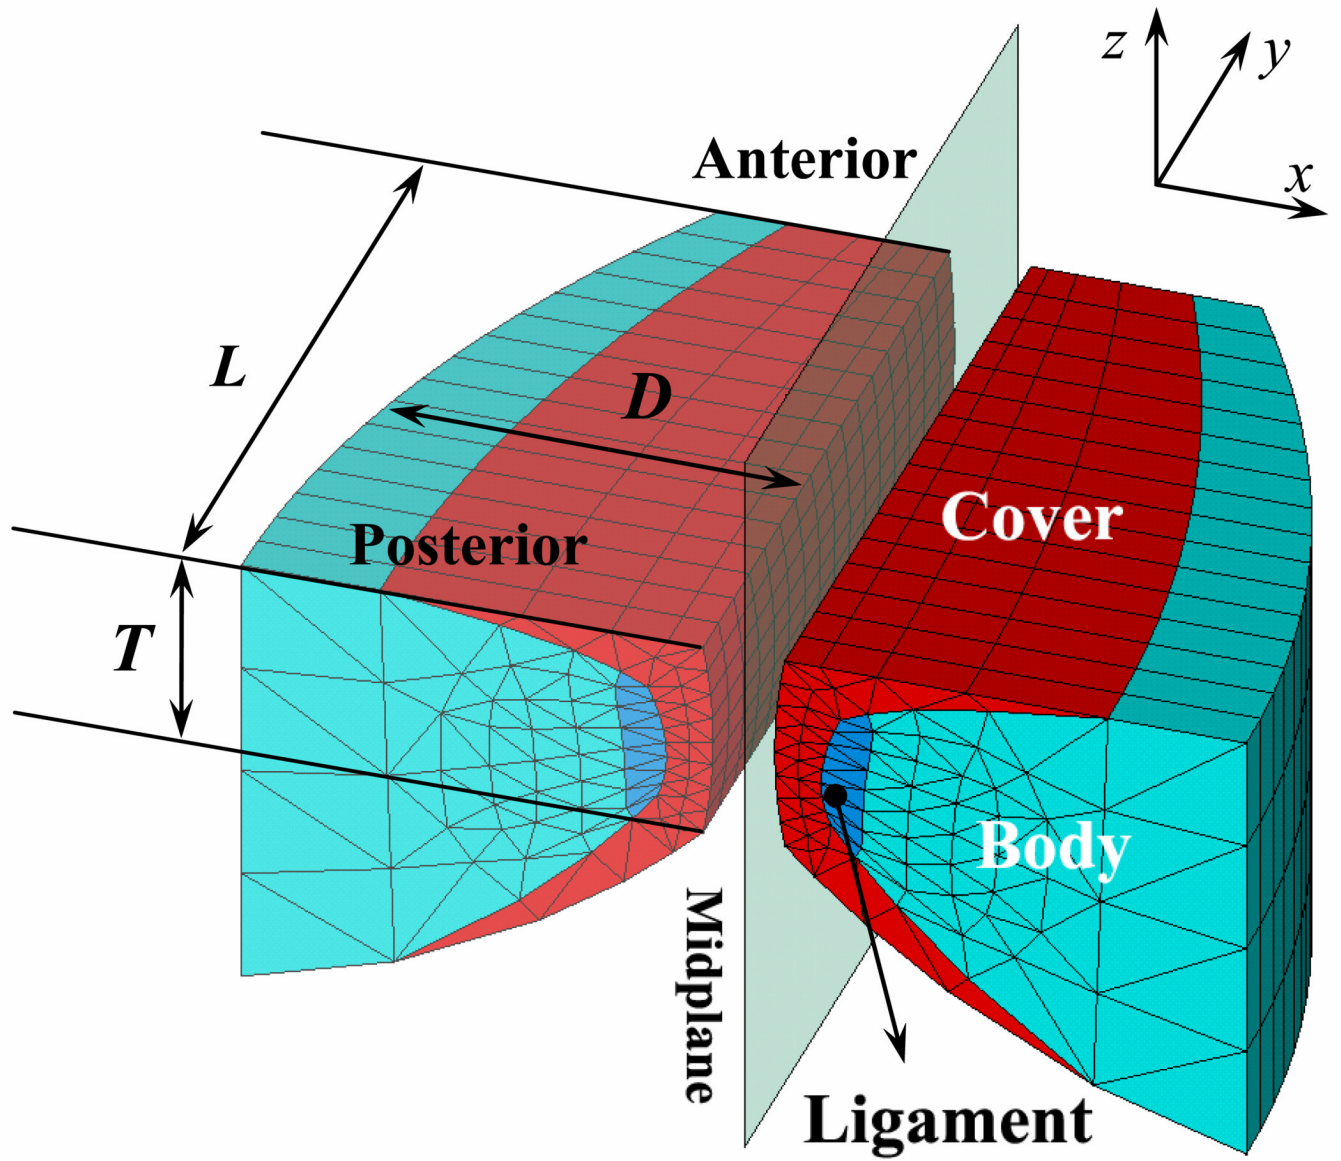 z
y
Anterior
x
L
D
Cover
Posterior
T
Body
Midplane
Ligament